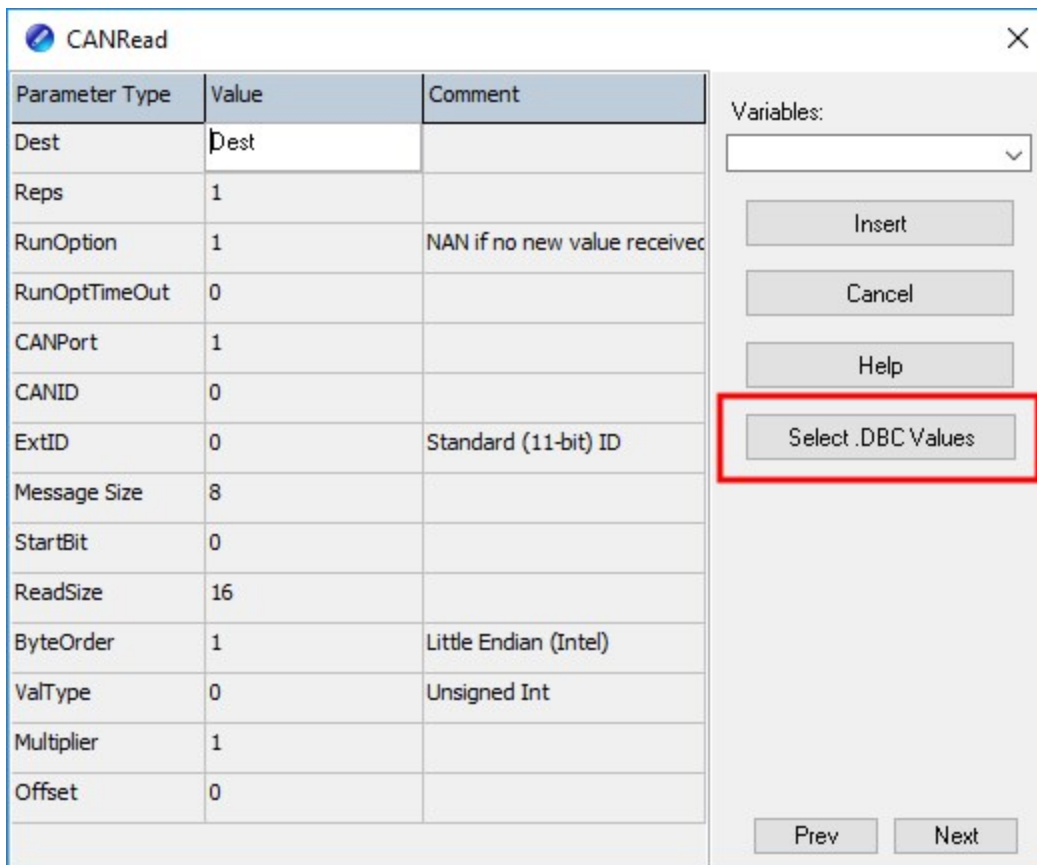 CANRead
Parameter Type Value Comment
Dest Dest
Reps 1
RunOption 1 NAN if no new value received
RunOptTimeOut 0
CANPort 1
CANID 0
ExtID 0 Standard (11-bit) ID
Message Size 8
StartBit 0
ReadSize 16
ByteOrder 1 Little Endian (Intel)
ValType 0 Unsigned Int
Multiplier 1
Offset 0
Variables:
Insert
Cancel
Help
Select .DBC Values
Prev Next